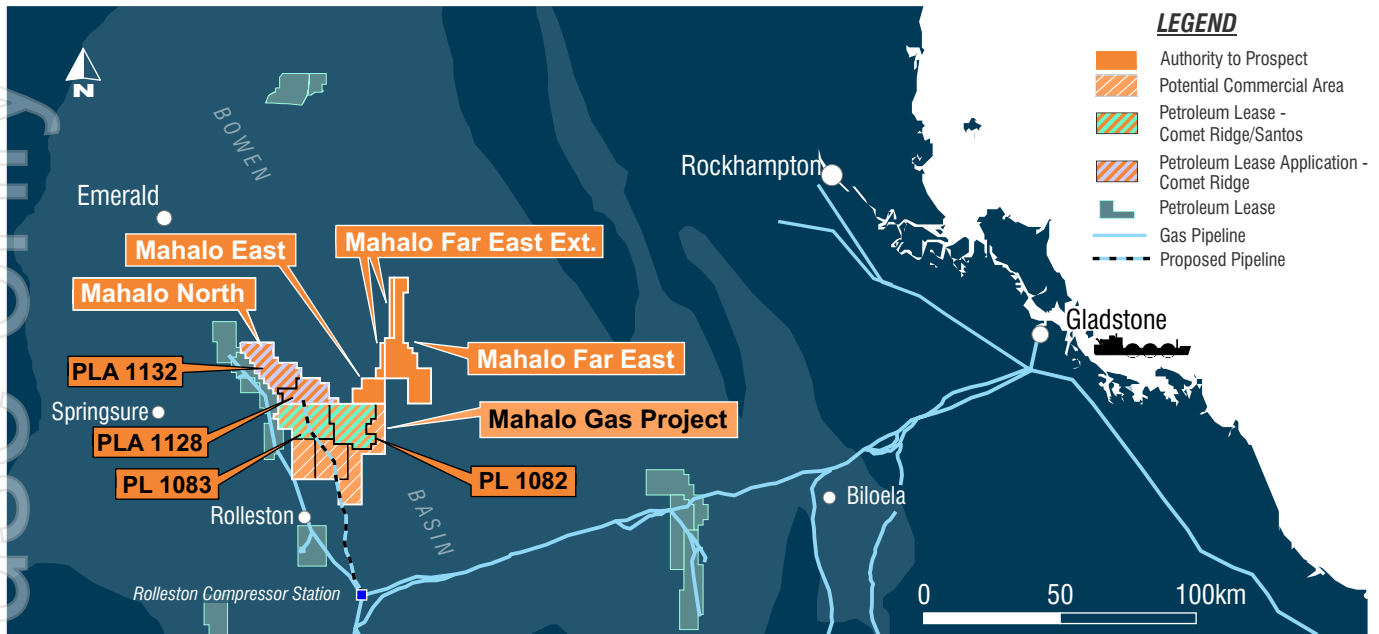 LEGEND
Authority to Prospect
Potential Commercial Area
Petroleum Lease -
Comet Ridge/Santos
Petroleum Lease Application -
Comet Ridge
Petroleum Lease
Gas Pipeline
Proposed Pipeline
N
BOWEN
Rockhampton
Emerald
Mahalo East
Mahalo Far East Ext.
Mahalo North
Gladstone
Mahalo Far East
PLA 1132
Springsure
Mahalo Gas Project
PLA 1128
PL 1083
PL 1082
Biloela
Rolleston
BASIN
Rolleston Compressor Station
0
50
100km